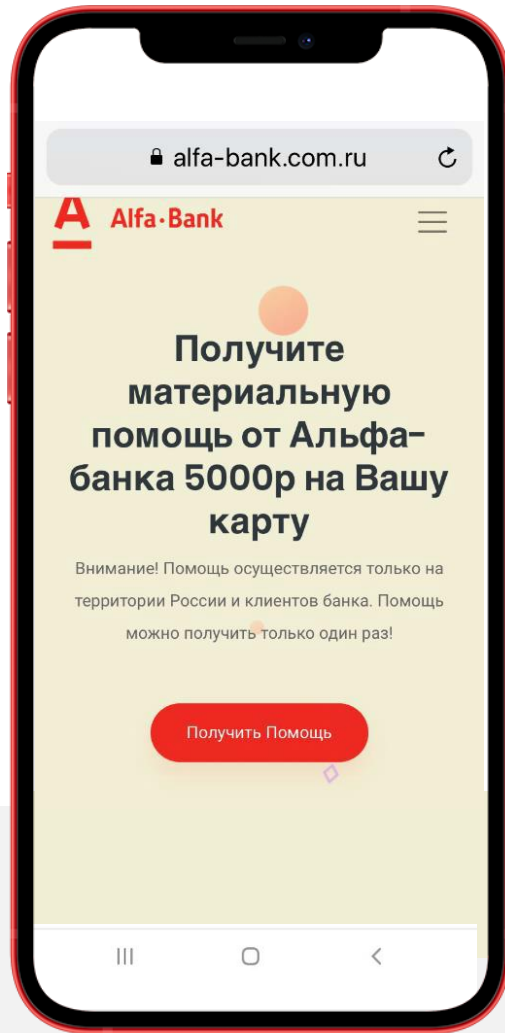 alfa-bank.com.ru
Alfa·Bank
Получите
материальную
помощь от Альфа-
банка 5000р на Вашу
карту
Внимание! Помощь осуществляется только на
территории России и клиентов банка. Помощь
можно получить только один раз!
Получить Помощь